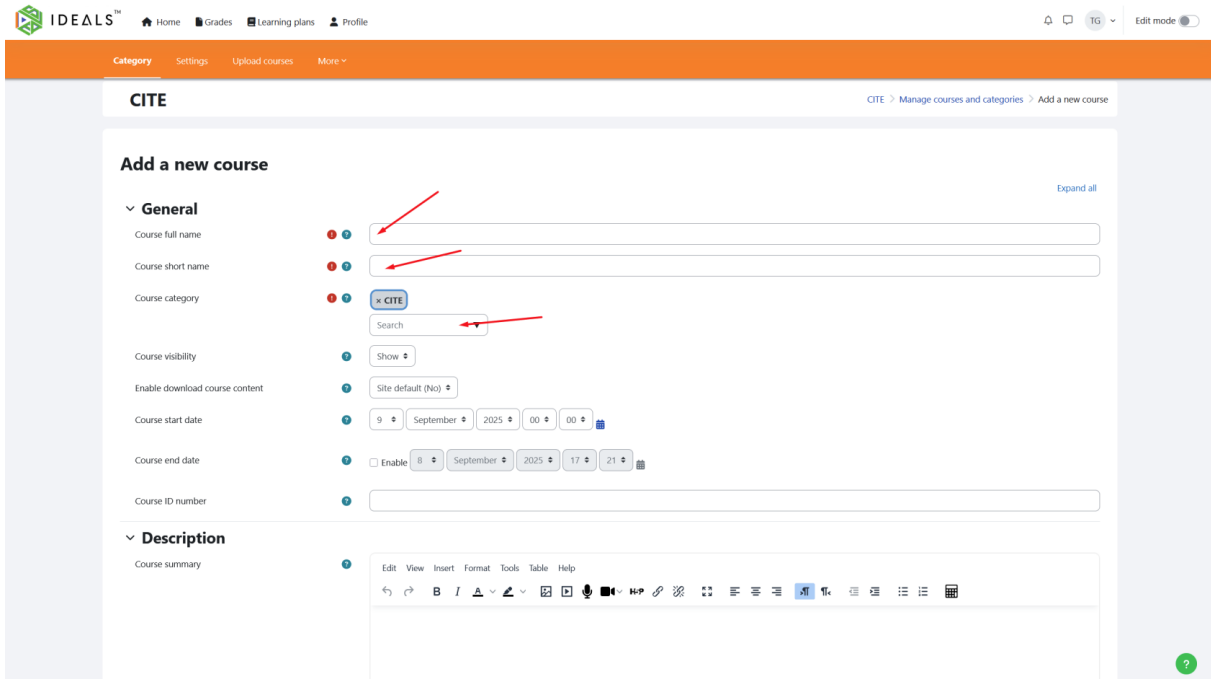 IDEALS™ Home Grades Learning plans Profile TG Edit mode
Category Settings Upload courses More
CITE CITE > Manage courses and categories > Add a new course
Add a new course
Expand all
General
Course full name ! ?
Course short name ! ?
Course category ! ? × CITE
Search ▼
Course visibility ? Show
Enable download course content ? Site default (No)
Course start date ? 9 September 2025 00 00
Course end date ? Enable 8 September 2025 17 21
Course ID number ?
Description
Course summary ? Edit View Insert Format Tools Table Help
B I A H-P ¶ ¶
?